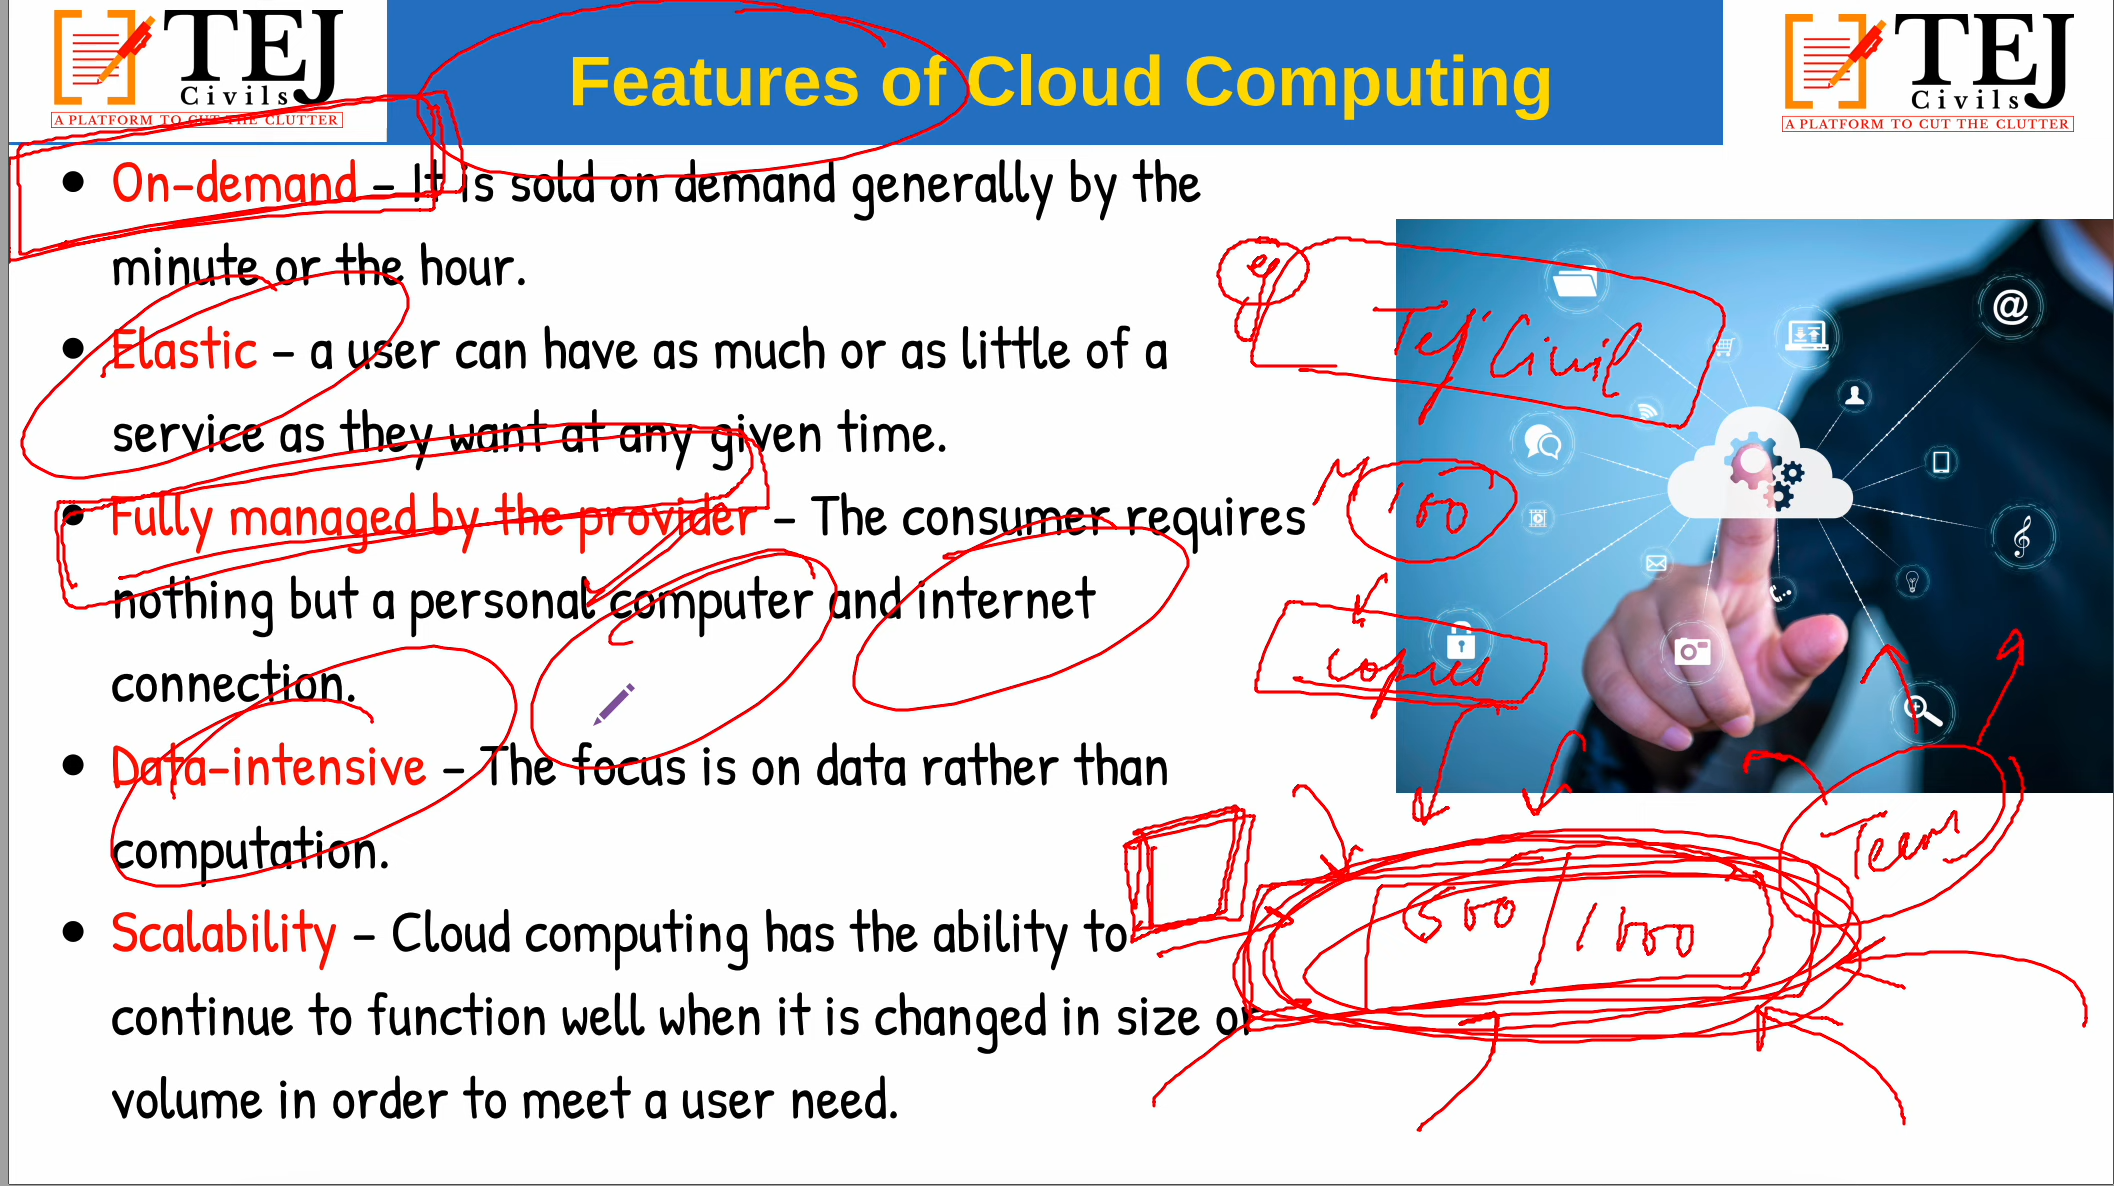 TEJ
Civils
A PLATFORM TO CUT THE CLUTTER
Features of Cloud Computing
TEJ
Civils
A PLATFORM TO CUT THE CLUTTER
• On-demand – It is sold on demand generally by the
minute or the hour.
• Elastic – a user can have as much or as little of a
service as they want at any given time.
• Fully managed by the provider – The consumer requires
nothing but a personal computer and internet
connection.
• Data-intensive – The focus is on data rather than
computation.
• Scalability – Cloud computing has the ability to
continue to function well when it is changed in size or
volume in order to meet a user need.
eg
Tej Civil
100
copies
Team
500 / 1000
@